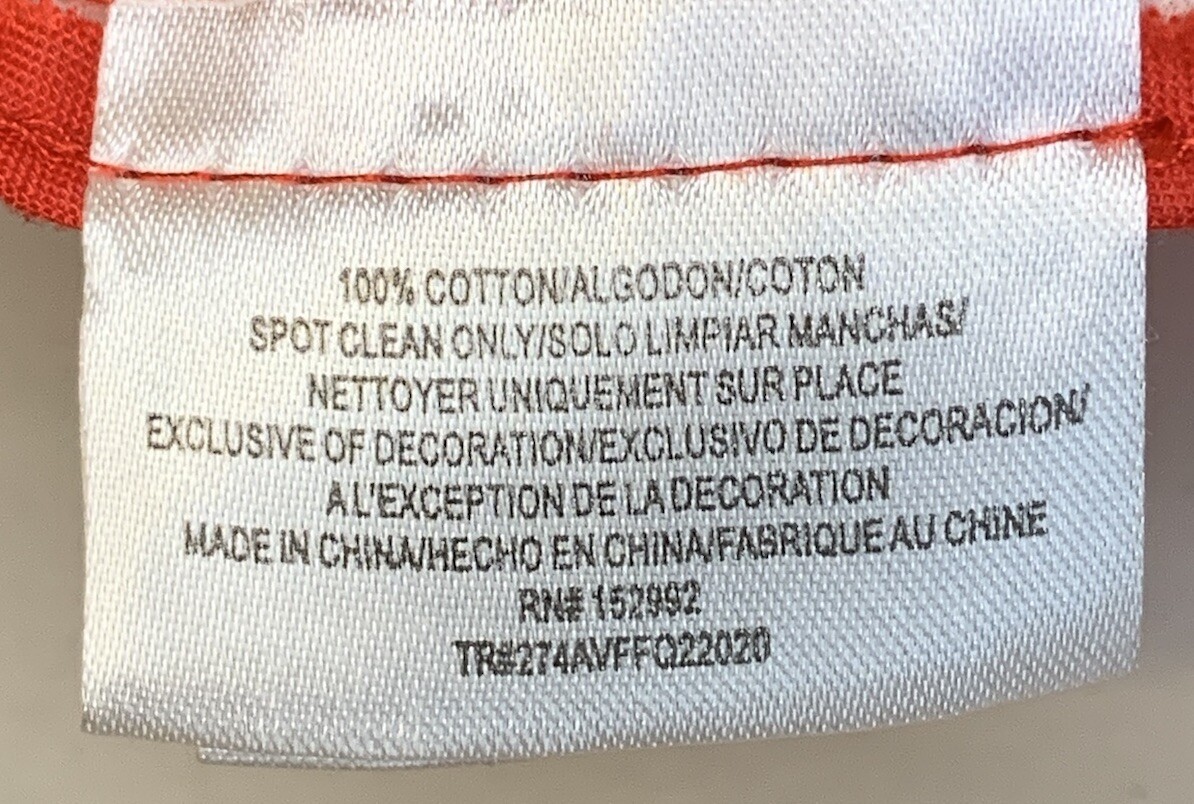 100% COTTON/ALGODON/COTON
SPOT CLEAN ONLY/SOLO LIMPIAR MANCHAS/
NETTOYER UNIQUEMENT SUR PLACE
EXCLUSIVE OF DECORATION/EXCLUSIVO DE DECORACION/
A L'EXCEPTION DE LA DECORATION
MADE IN CHINA/HECHO EN CHINA/FABRIQUE AU CHINE
RN# 152992
TR#274AVFFQ22020